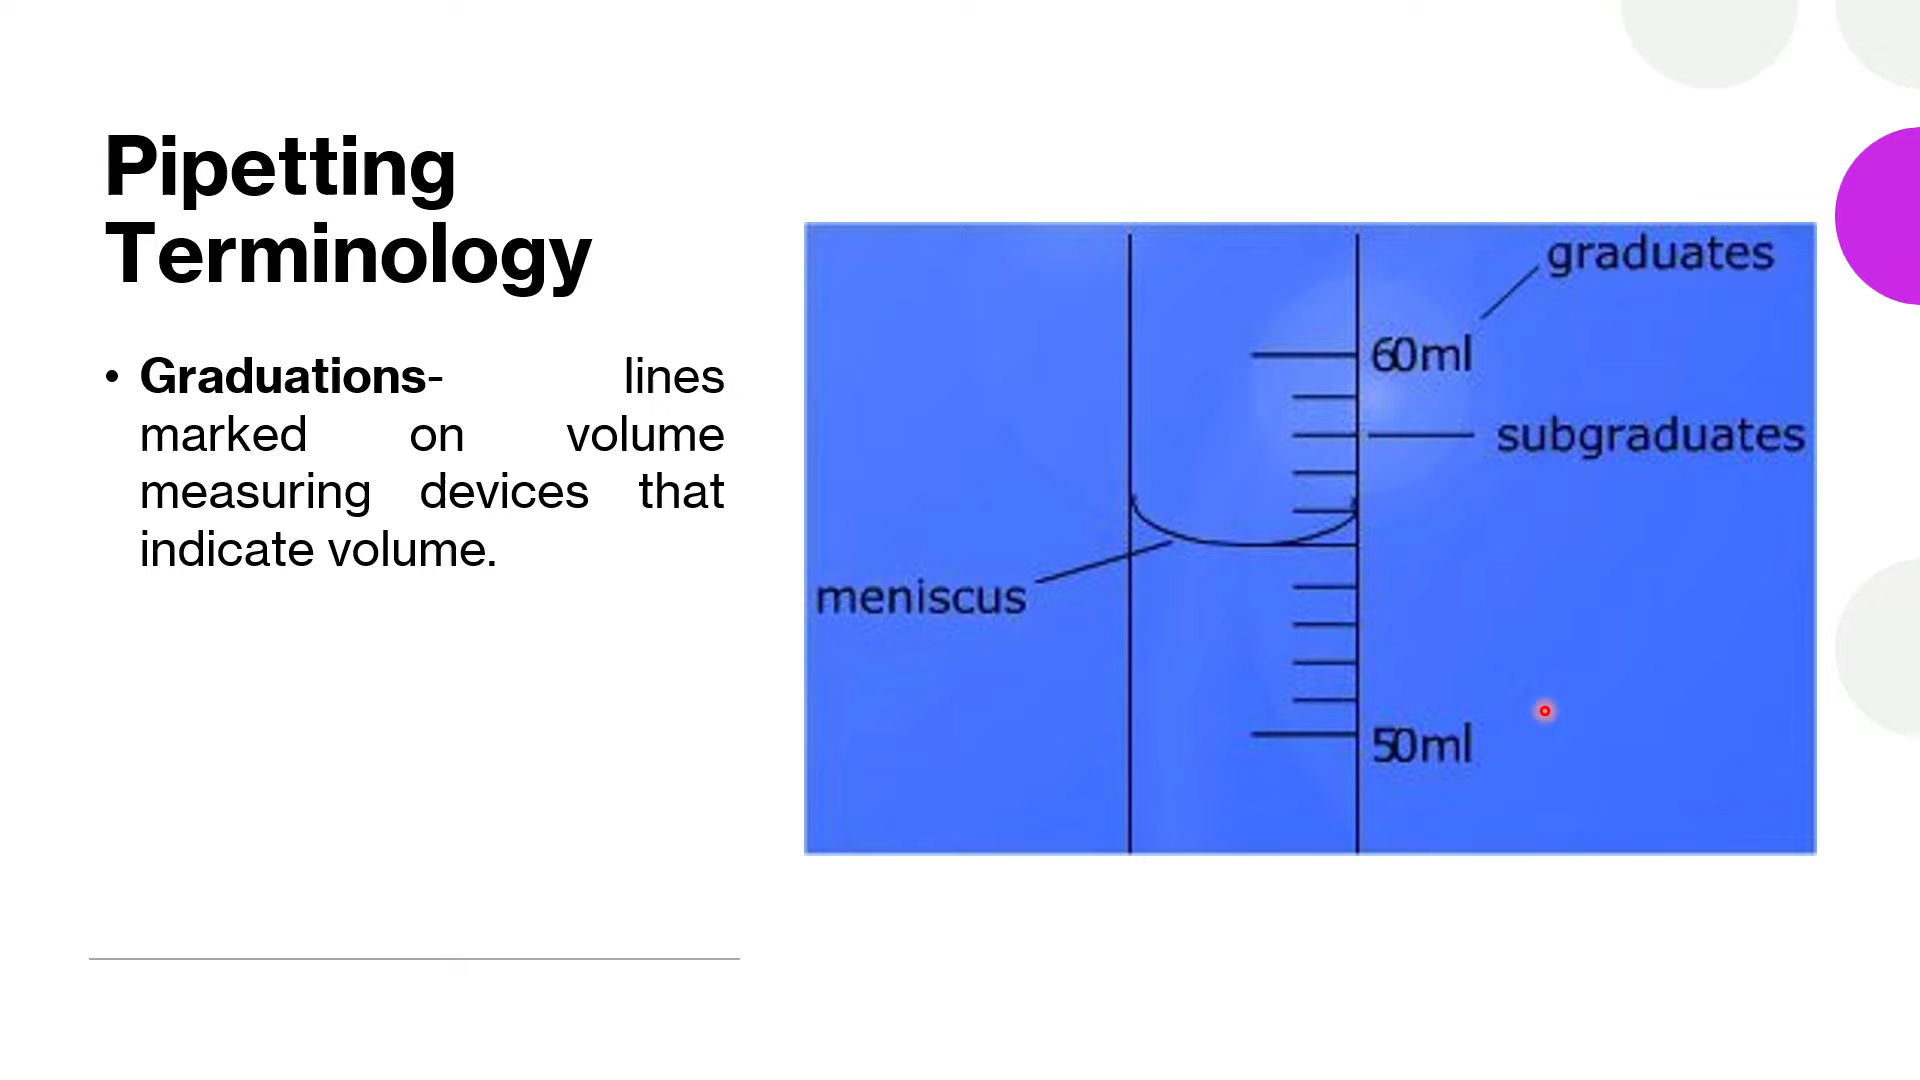 Pipetting
Terminology
• Graduations- lines
marked on volume
measuring devices that
indicate volume.
graduates
60ml
subgraduates
meniscus
50ml